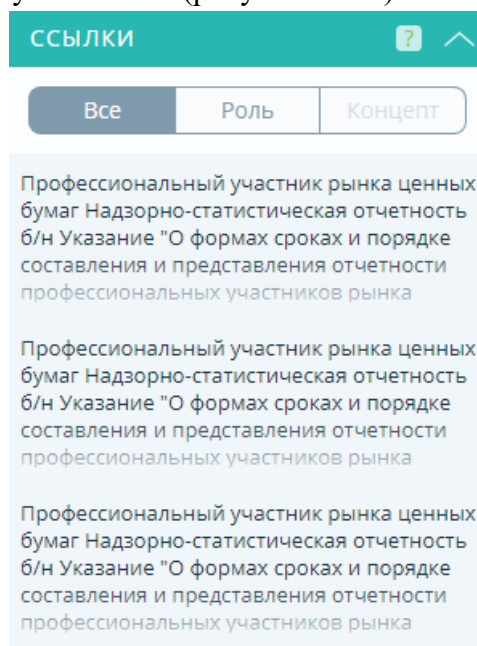 ССЫЛКИ ?
Все Роль Концепт
Профессиональный участник рынка ценных
бумаг Надзорно-статистическая отчетность
б/н Указание "О формах сроках и порядке
составления и представления отчетности
профессиональных участников рынка
Профессиональный участник рынка ценных
бумаг Надзорно-статистическая отчетность
б/н Указание "О формах сроках и порядке
составления и представления отчетности
профессиональных участников рынка
Профессиональный участник рынка ценных
бумаг Надзорно-статистическая отчетность
б/н Указание "О формах сроках и порядке
составления и представления отчетности
профессиональных участников рынка